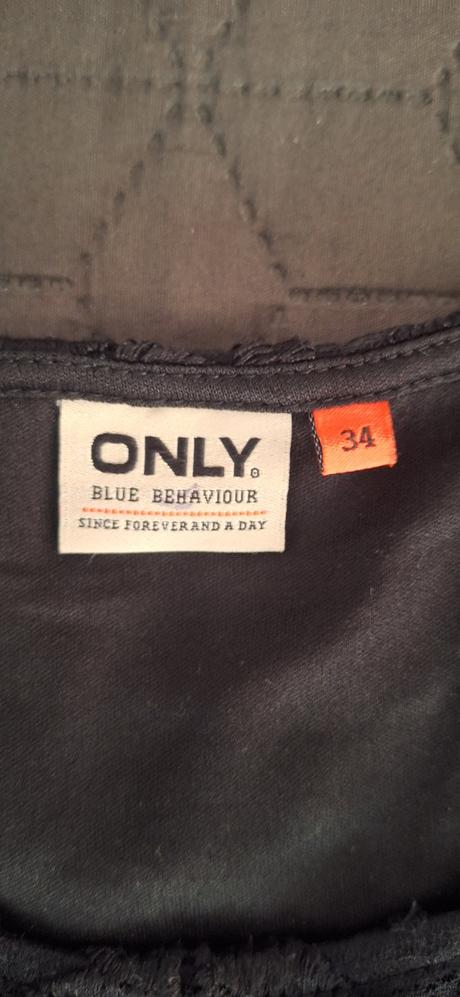 ONLY®
BLUE BEHAVIOUR
SINCE FOREVER AND A DAY
34